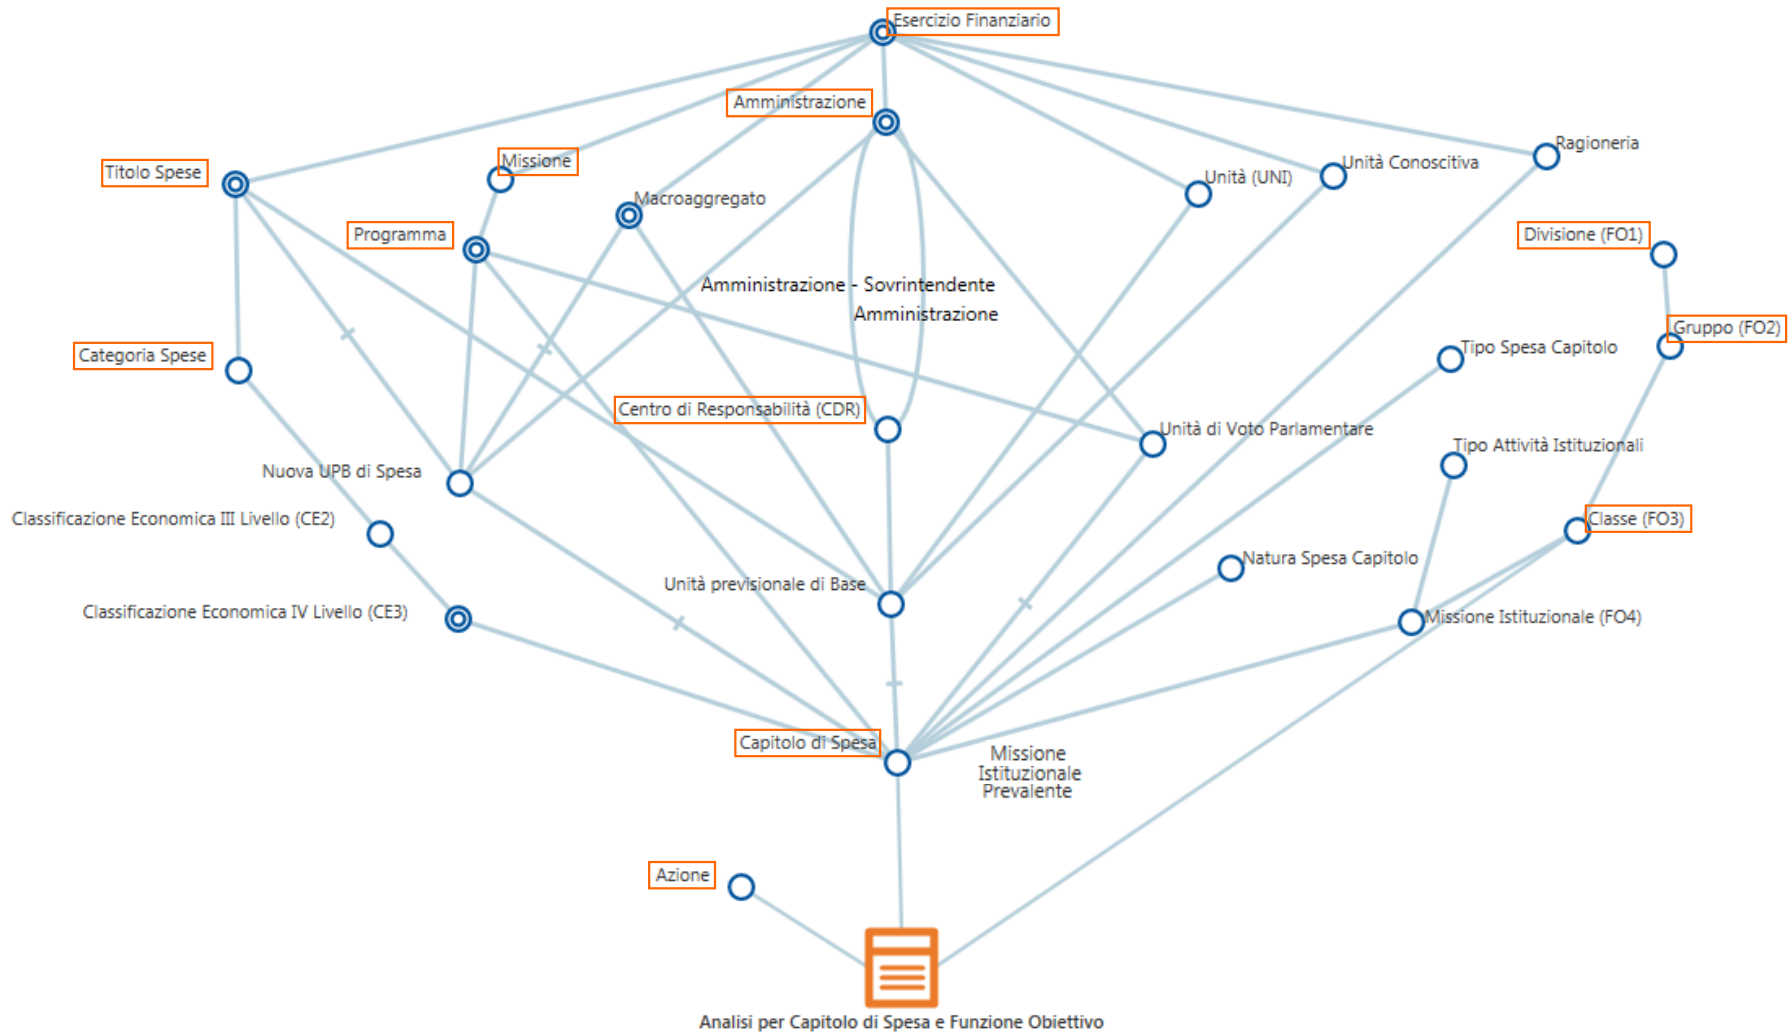 Esercizio Finanziario
Amministrazione
Ragioneria
Missione
Unità Conoscitiva
Titolo Spese
Unità (UNI)
Macroaggregato
Programma
Divisione (FO1)
Amministrazione - Sovrintendente
Amministrazione
Gruppo (FO2)
Tipo Spesa Capitolo
Categoria Spese
Centro di Responsabilità (CDR)
Unità di Voto Parlamentare
Tipo Attività Istituzionali
Nuova UPB di Spesa
Classificazione Economica III Livello (CE2)
Classe (FO3)
Natura Spesa Capitolo
Unità previsionale di Base
Classificazione Economica IV Livello (CE3)
Missione Istituzionale (FO4)
Capitolo di Spesa
Missione
Istituzionale
Prevalente
Azione
Analisi per Capitolo di Spesa e Funzione Obiettivo